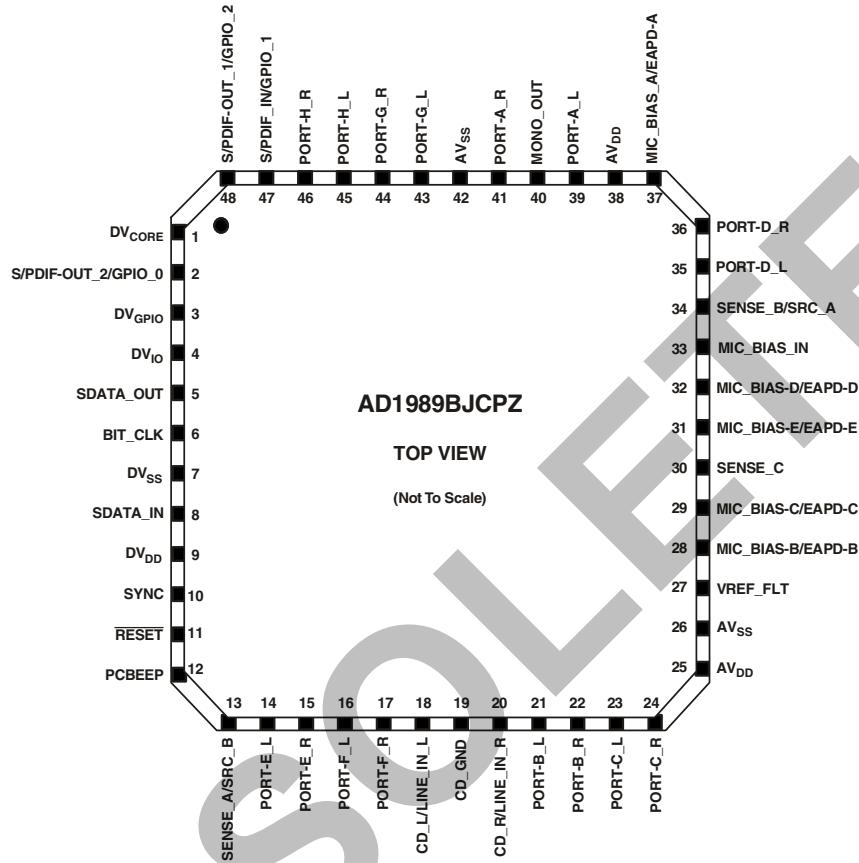 S/PDIF-OUT_1/GPIO_2
S/PDIF_IN/GPIO_1
PORT-H_R
PORT-H_L
PORT-G_R
PORT-G_L
AVSS
PORT-A_R
MONO_OUT
PORT-A_L
AVDD
MIC_BIAS_A/EAPD-A
48 47 46 45 44 43 42 41 40 39 38 37
DVCORE 1
S/PDIF-OUT_2/GPIO_0 2
DVGPIO 3
DVIO 4
SDATA_OUT 5
BIT_CLK 6
DVSS 7
SDATA_IN 8
DVDD 9
SYNC 10
RESET 11
PCBEEP 12
AD1989BJCPZ
TOP VIEW
(Not To Scale)
36 PORT-D_R
35 PORT-D_L
34 SENSE_B/SRC_A
33 MIC_BIAS_IN
32 MIC_BIAS-D/EAPD-D
31 MIC_BIAS-E/EAPD-E
30 SENSE_C
29 MIC_BIAS-C/EAPD-C
28 MIC_BIAS-B/EAPD-B
27 VREF_FLT
26 AVSS
25 AVDD
13 14 15 16 17 18 19 20 21 22 23 24
SENSE_A/SRC_B
PORT-E_L
PORT-E_R
PORT-F_L
PORT-F_R
CD_L/LINE_IN_L
CD_GND
CD_R/LINE_IN_R
PORT-B_L
PORT-B_R
PORT-C_L
PORT-C_R
SOLETE